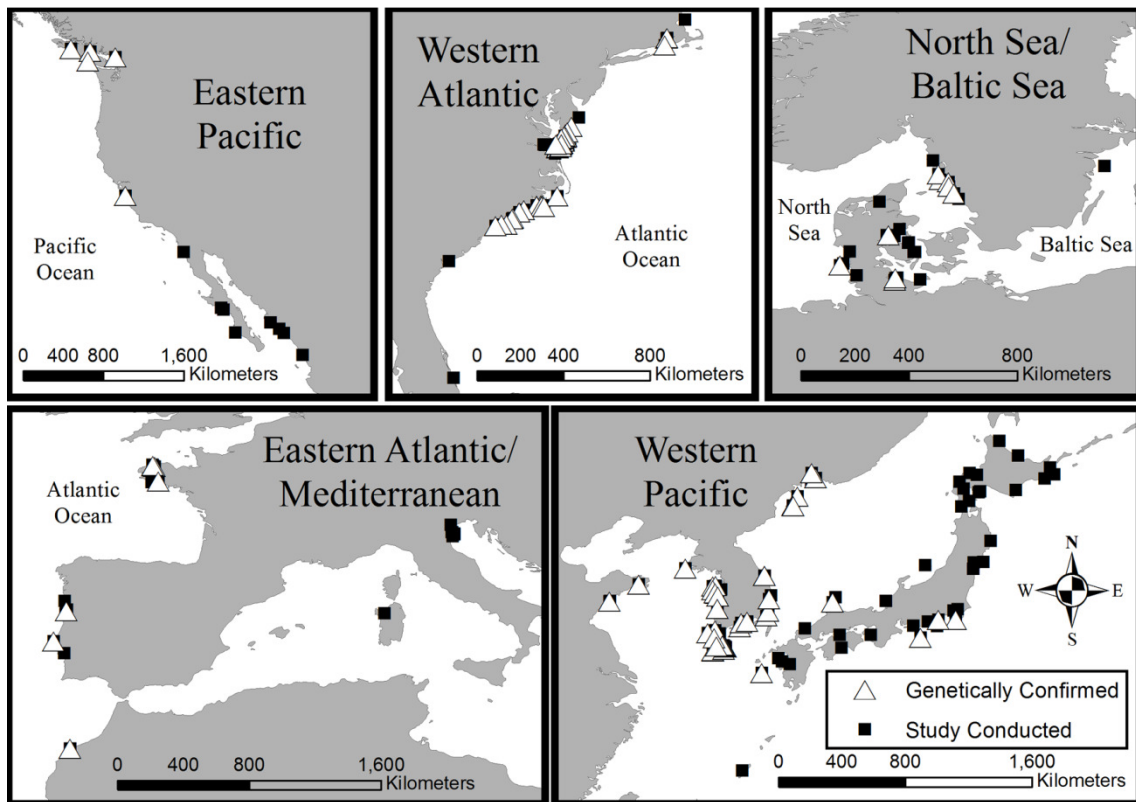 Eastern
Pacific
Pacific
Ocean
0 400 800 1,600
Kilometers
Western
Atlantic
Atlantic
Ocean
0 200 400 800
Kilometers
North Sea/
Baltic Sea
North
Sea
Baltic Sea
0 200 400 800
Kilometers
Eastern Atlantic/
Mediterranean
Atlantic
Ocean
0 400 800 1,600
Kilometers
Western
Pacific
N
W E
S
Genetically Confirmed
Study Conducted
0 400 800 1,600
Kilometers